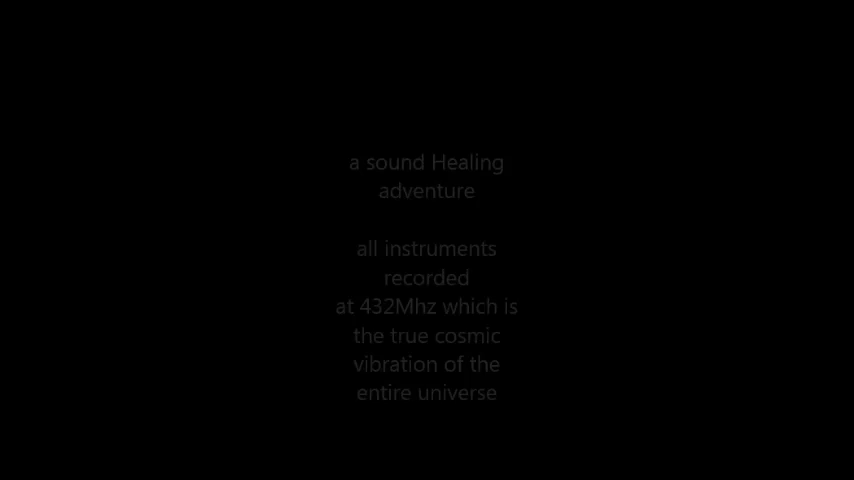 a sound Healing
adventure
all instruments
recorded
at 432Mhz which is
the true cosmic
vibration of the
entire universe